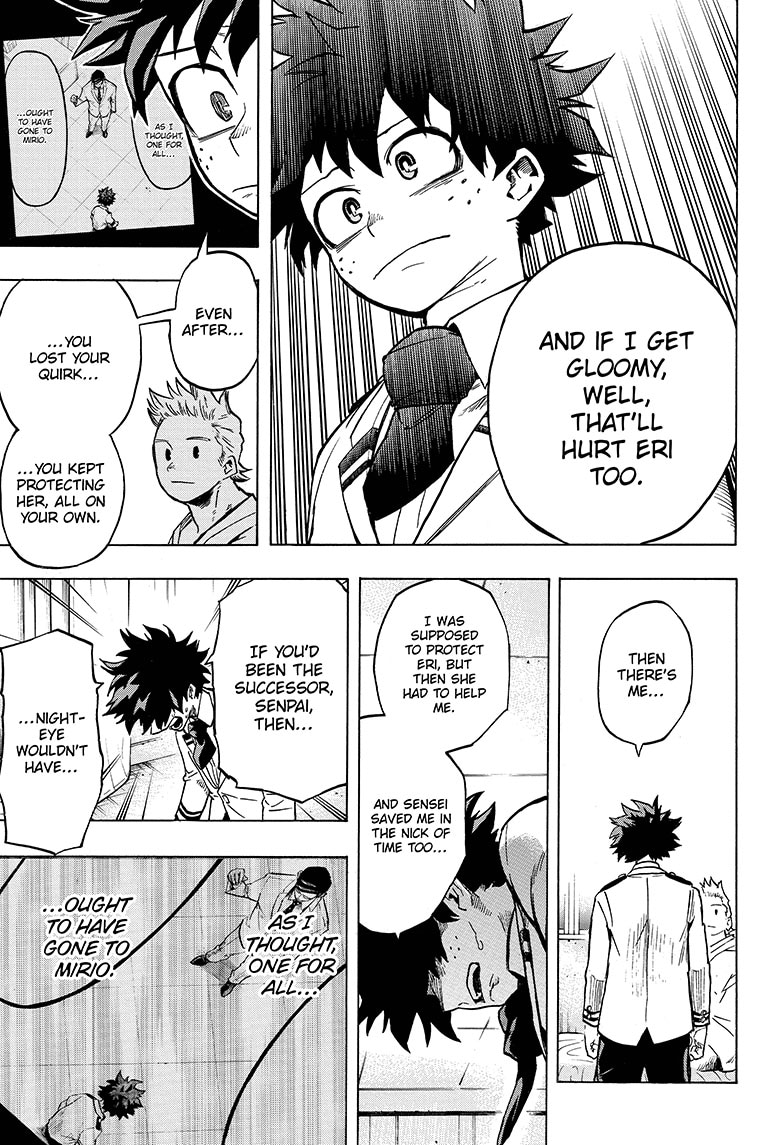 AND IF I GET
GLOOMY,
WELL,
THAT'LL
HURT ERI
TOO.
AS I
THOUGHT,
ONE FOR
ALL...
...OUGHT
TO HAVE
GONE TO
MIRIO.
EVEN
AFTER...
...YOU
LOST YOUR
QUIRK...
...YOU KEPT
PROTECTING
HER, ALL ON
YOUR OWN.
THEN
THERE'S
ME...
I WAS
SUPPOSED
TO PROTECT
ERI, BUT
THEN SHE
HAD TO HELP
ME.
AND SENSEI
SAVED ME IN
THE NICK OF
TIME TOO...
IF YOU'D
BEEN THE
SUCCESSOR,
SENPAI,
THEN...
...NIGHT-
EYE
WOULDN'T
HAVE...
AS I
THOUGHT,
ONE FOR
ALL...
...OUGHT
TO HAVE
GONE TO
MIRIO.